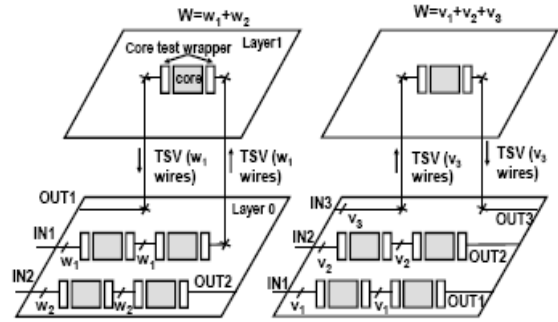 W=w₁+w₂
Layer1
Core test wrapper
core
TSV (w₁
wires)
TSV (w₁
wires)
OUT1
Layer 0
IN1
w₁
w₁
IN2
OUT2
w₂
w₂
W=v₁+v₂+v₃
TSV (v₃
wires)
TSV (v₃
wires)
IN3
v₃
OUT3
IN2
v₂
v₂
OUT2
IN1
v₁
v₁
OUT1